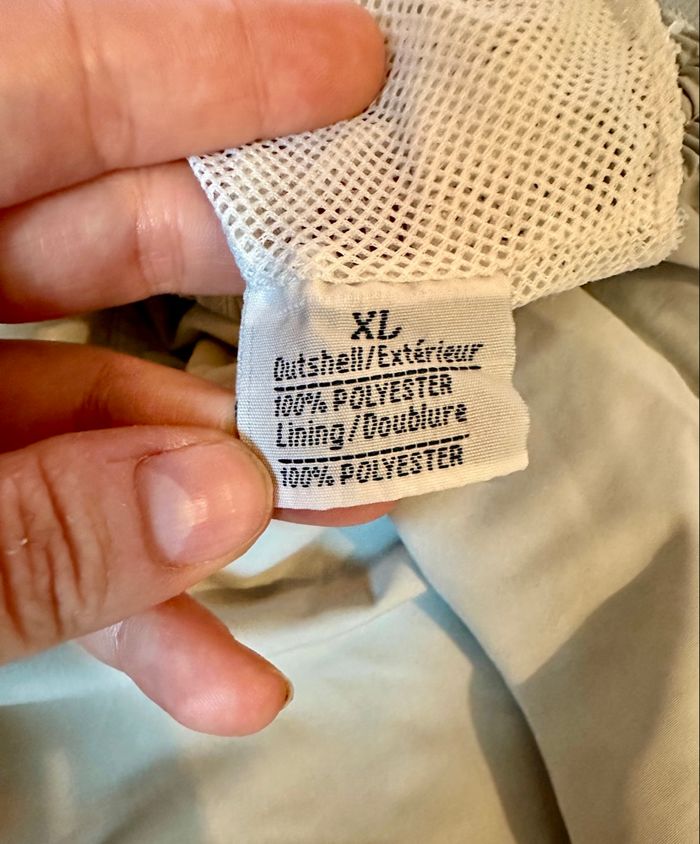 XL
Outshell/Extérieur
100% POLYESTER
Lining/Doublure
100% POLYESTER